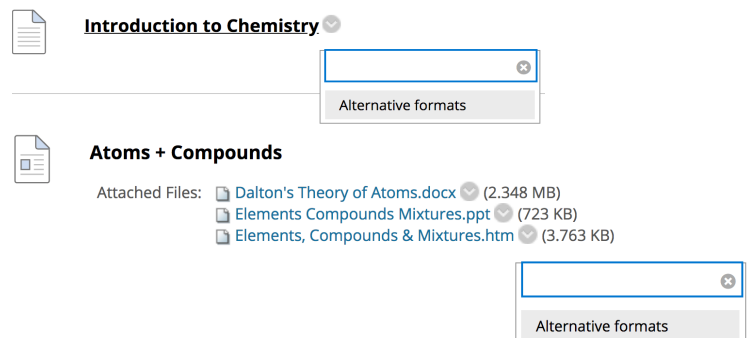 Introduction to Chemistry
Alternative formats
Atoms + Compounds
Attached Files: Dalton's Theory of Atoms.docx (2.348 MB)
Elements Compounds Mixtures.ppt (723 KB)
Elements, Compounds & Mixtures.htm (3.763 KB)
Alternative formats